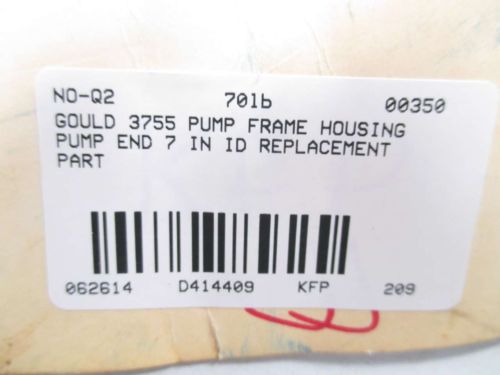 NO-Q2 701b 00350
GOULD 3755 PUMP FRAME HOUSING
PUMP END 7 IN ID REPLACEMENT
PART
062614 D414409 KFP 209